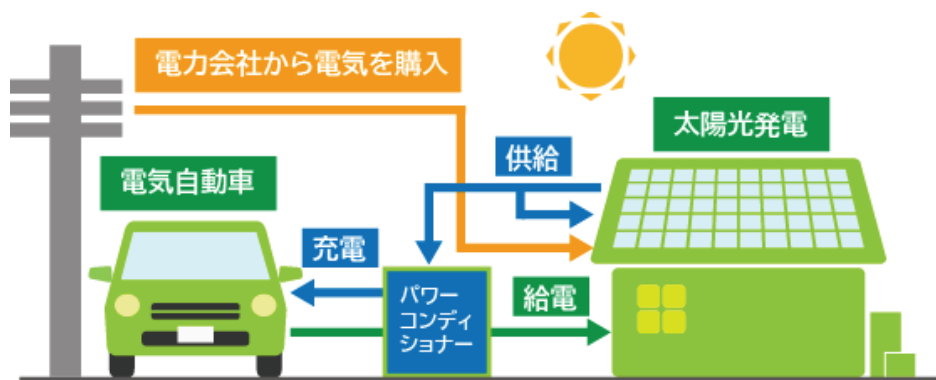 電力会社から電気を購入
太陽光発電
供給
電気自動車
充電
パワー
コンディ
ショナー
給電